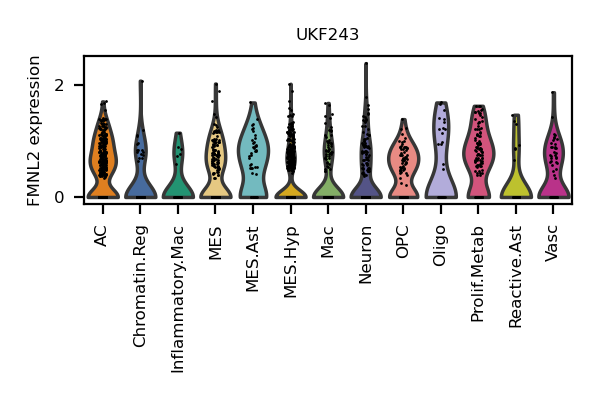 UKF243
FMNL2 expression
2
0
AC
Chromatin.Reg
Inflammatory.Mac
MES
MES.Ast
MES.Hyp
Mac
Neuron
OPC
Oligo
Prolif.Metab
Reactive.Ast
Vasc